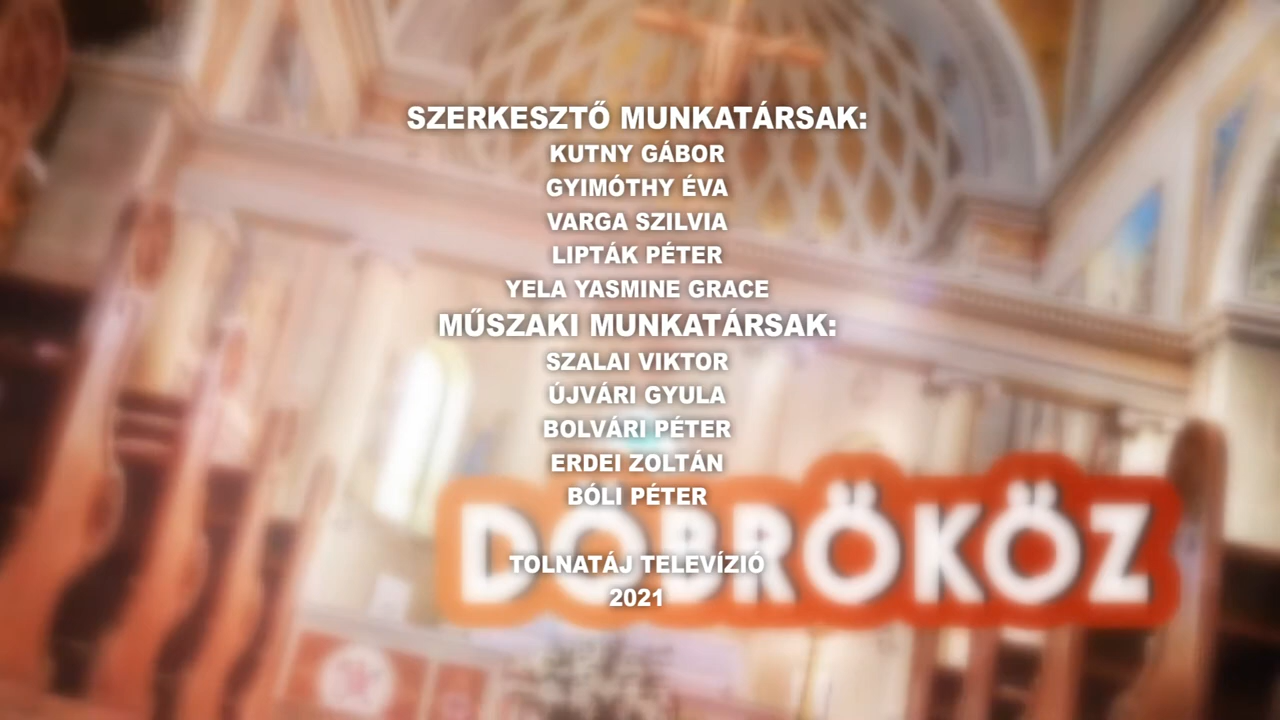 SZERKESZTŐ MUNKATÁRSAK:
KUTNY GÁBOR
GYIMÓTHY ÉVA
VARGA SZILVIA
LIPTÁK PÉTER
YELA YASMINE GRACE
MŰSZAKI MUNKATÁRSAK:
SZALAI VIKTOR
ÚJVÁRI GYULA
BOLVÁRI PÉTER
ERDEI ZOLTÁN
BÓLI PÉTER
DOBRÖKÖZ
TOLNATÁJ TELEVÍZIÓ
2021